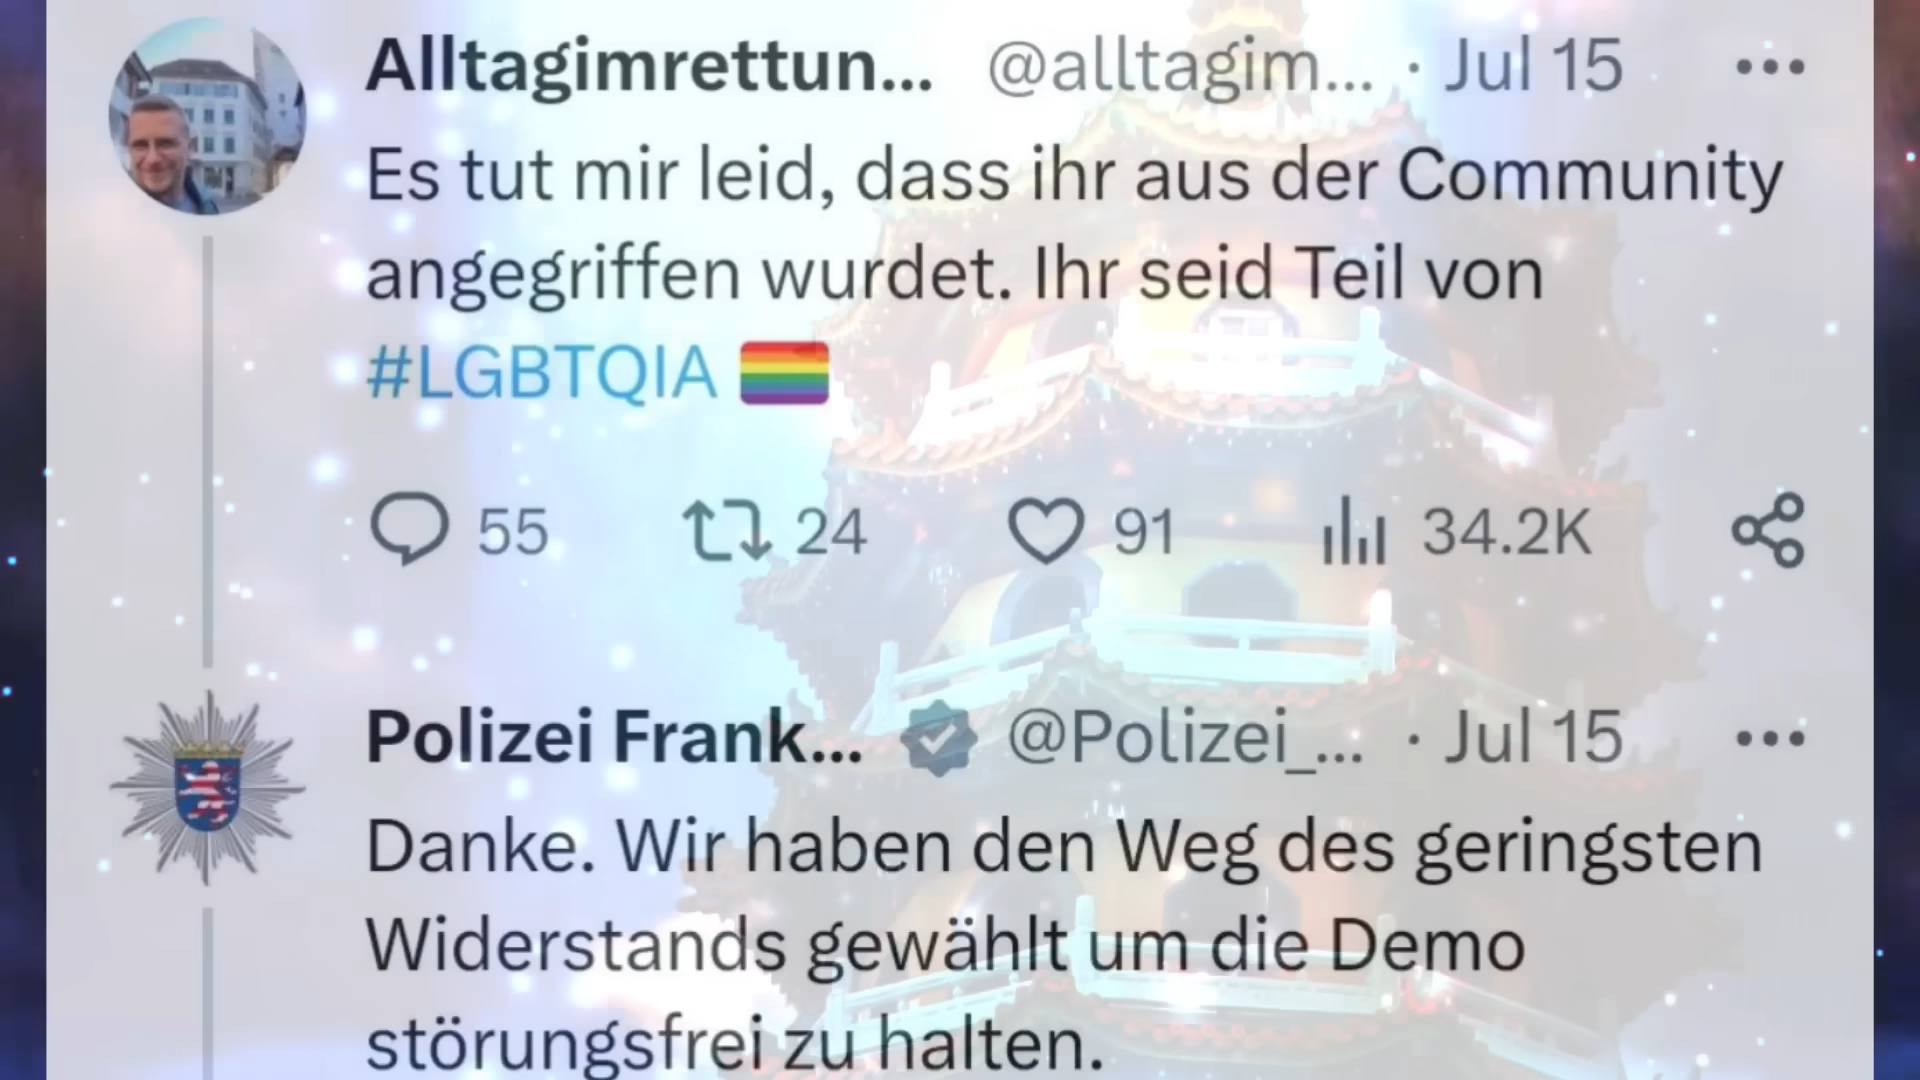 Alltagimrettun... @alltagim... · Jul 15
Es tut mir leid, dass ihr aus der Community
angegriffen wurdet. Ihr seid Teil von
#LGBTQIA 🏳️‍🌈
55 24 91 34.2K
Polizei Frank... @Polizei_... · Jul 15
Danke. Wir haben den Weg des geringsten
Widerstands gewählt um die Demo
störungsfrei zu halten.